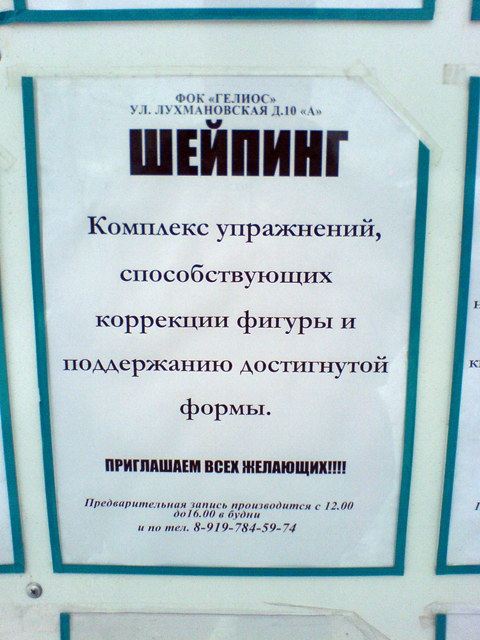 ФОК «ГЕЛИОС»
УЛ. ЛУХМАНОВСКАЯ Д.10 «А»
ШЕЙПИНГ
Комплекс упражнений,
способствующих
коррекции фигуры и
поддержанию достигнутой
формы.
ПРИГЛАШАЕМ ВСЕХ ЖЕЛАЮЩИХ!!!!
Предварительная запись производится с 12.00
до16.00 в будни
и по тел. 8-919-784-59-74